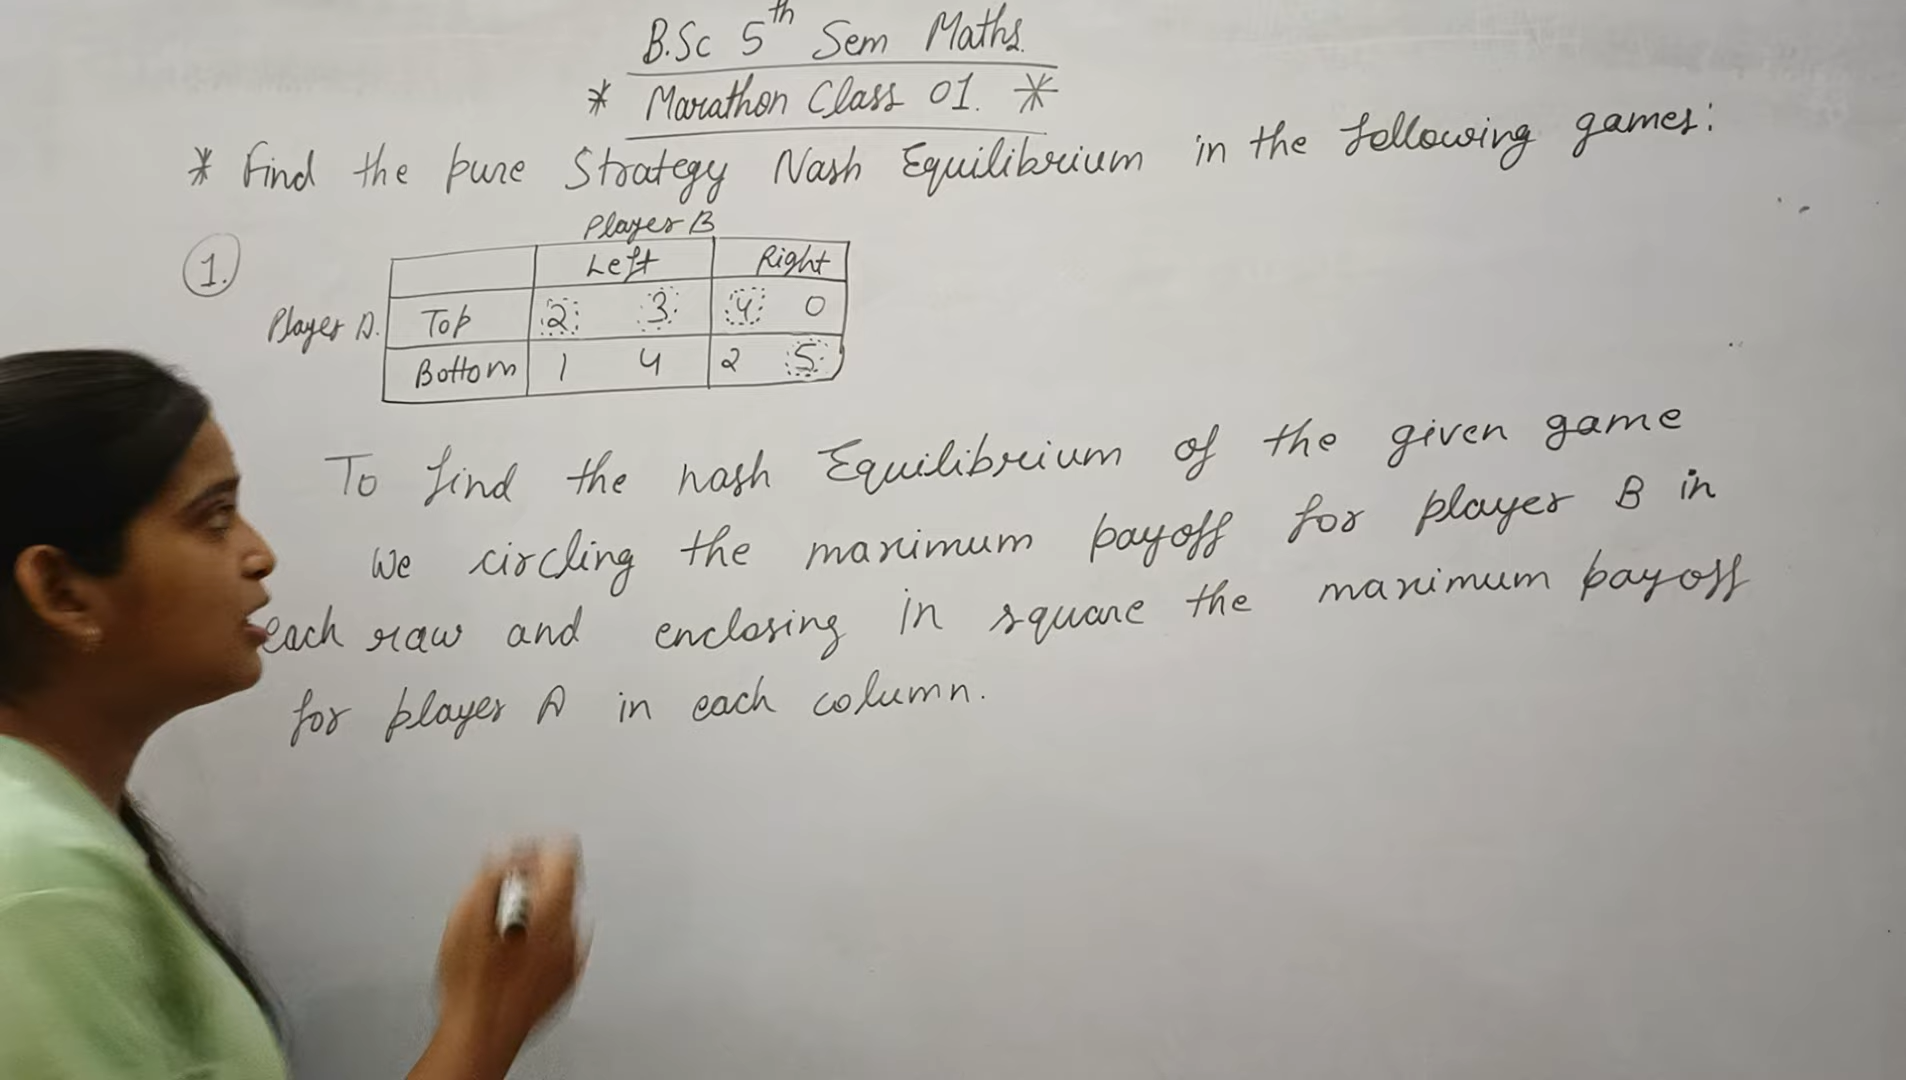 B.Sc 5th Sem Maths.
* Marathon Class 01. *
* Find the pure Strategy Nash Equilibrium in the following games:
1.
Player B
Left Right
Player A. Top 2 3 4 0
Bottom 1 4 2 5
To find the nash Equilibrium of the given game
We circling the maximum payoff for player B in
each raw and enclosing in square the maximum payoff
for player A in each column.